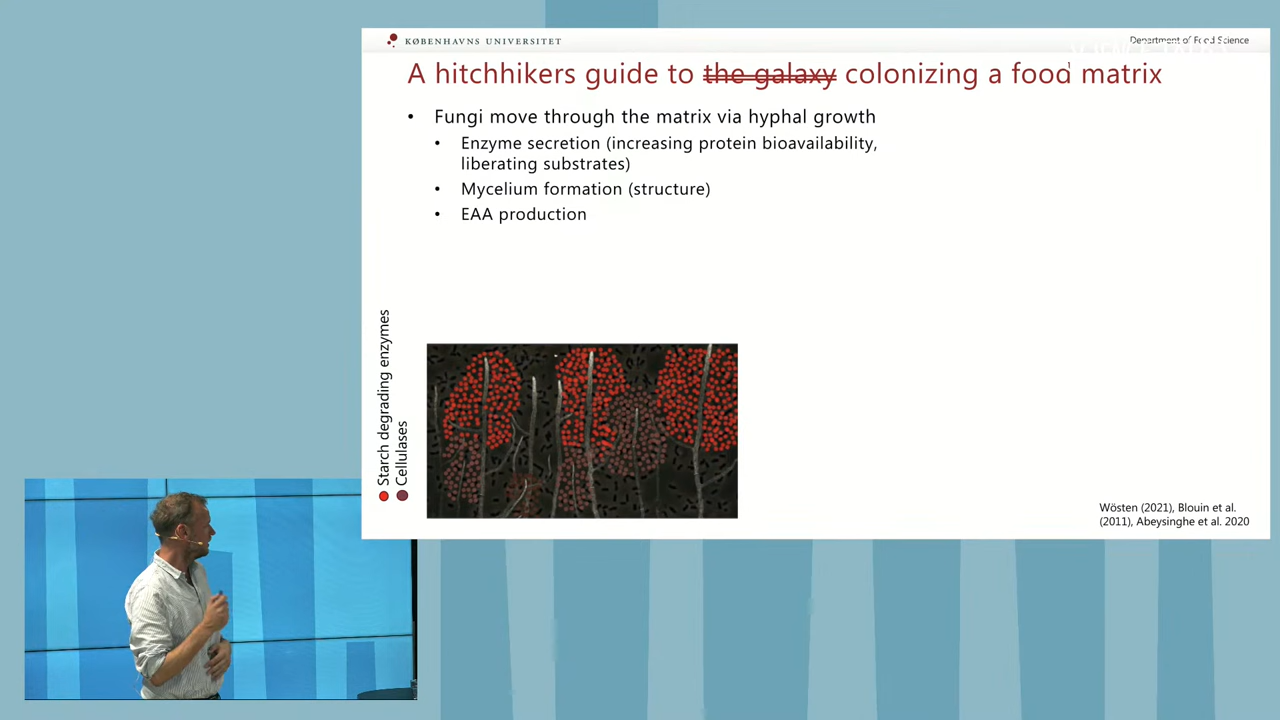 KØBENHAVNS UNIVERSITET
Department of Food Science
A hitchhikers guide to the galaxy colonizing a food matrix
• Fungi move through the matrix via hyphal growth
• Enzyme secretion (increasing protein bioavailability,
liberating substrates)
• Mycelium formation (structure)
• EAA production
Starch degrading enzymes
Cellulases
Wösten (2021), Blouin et al.
(2011), Abeysinghe et al. 2020